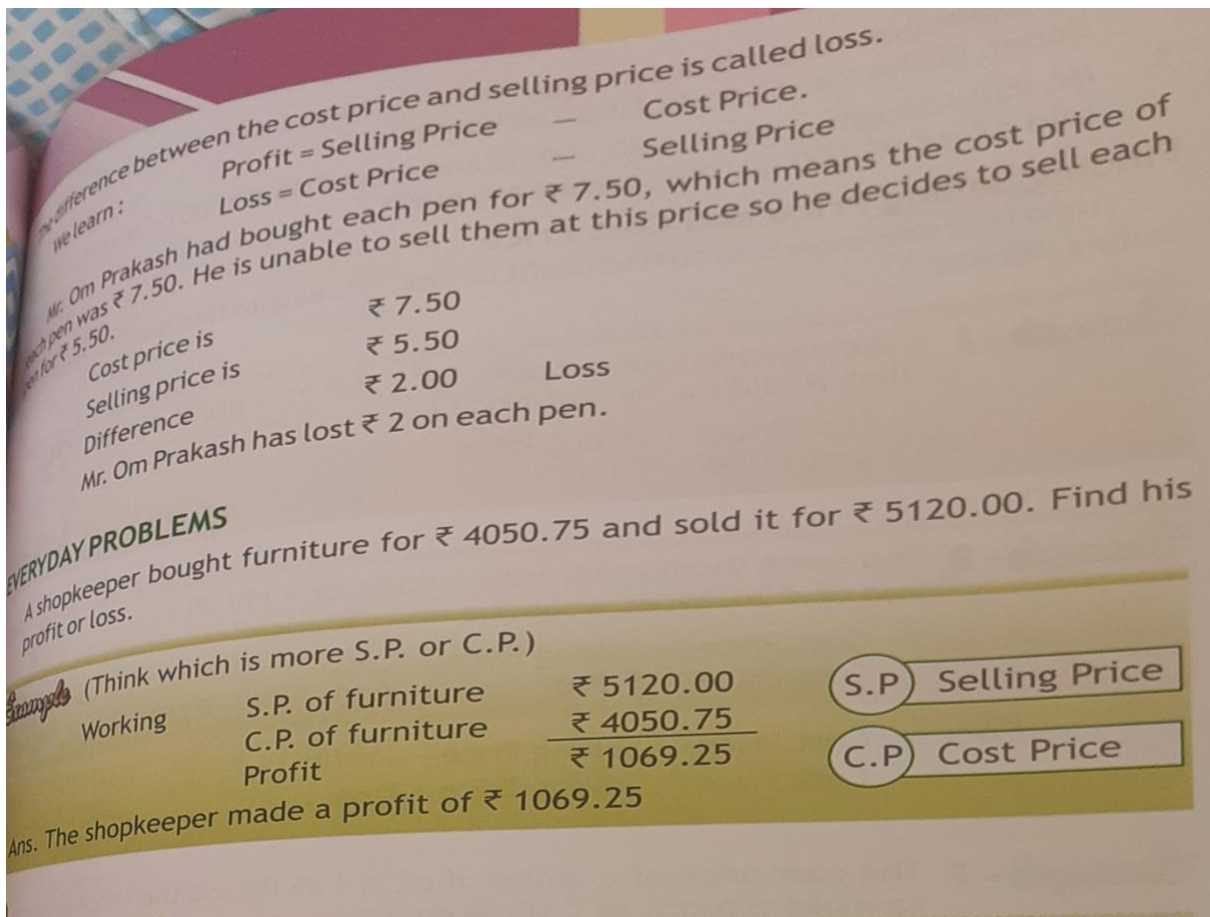 The difference between the cost price and selling price is called loss.
We learn :
Profit = Selling Price — Cost Price.
Loss = Cost Price — Selling Price
Mr. Om Prakash had bought each pen for ₹ 7.50, which means the cost price of
each pen was ₹ 7.50. He is unable to sell them at this price so he decides to sell each
pen for ₹ 5.50.
Cost price is ₹ 7.50
Selling price is ₹ 5.50
Difference ₹ 2.00 Loss
Mr. Om Prakash has lost ₹ 2 on each pen.
EVERYDAY PROBLEMS
A shopkeeper bought furniture for ₹ 4050.75 and sold it for ₹ 5120.00. Find his
profit or loss.
Example (Think which is more S.P. or C.P.)
Working S.P. of furniture ₹ 5120.00
C.P. of furniture ₹ 4050.75
Profit ₹ 1069.25
S.P Selling Price
C.P Cost Price
Ans. The shopkeeper made a profit of ₹ 1069.25